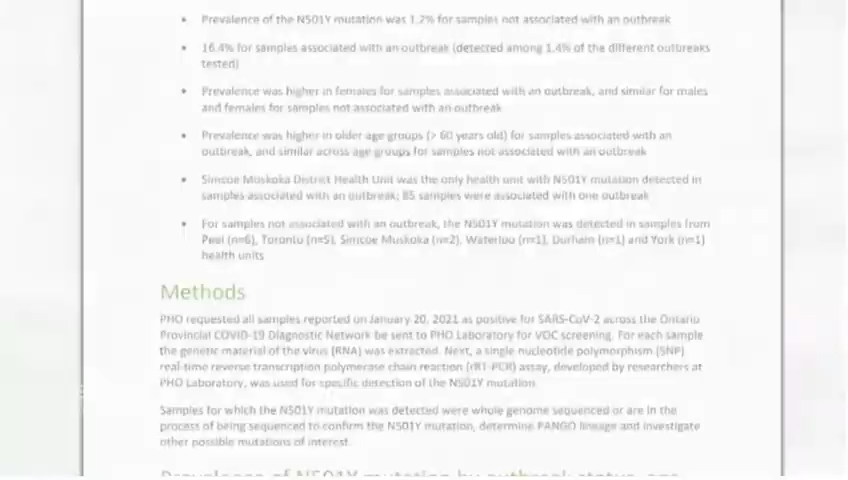 • Prevalence of the N501Y mutation was 1.2% for samples not associated with an outbreak
• 16.4% for samples associated with an outbreak (detected among 1.4% of the different outbreaks
tested)
• Prevalence was higher in females for samples associated with an outbreak, and similar for males
and females for samples not associated with an outbreak
• Prevalence was higher in older age groups (> 60 years old) for samples associated with an
outbreak, and similar across age groups for samples not associated with an outbreak
• Simcoe Muskoka District Health Unit was the only health unit with N501Y mutation detected in
samples associated with an outbreak; 85 samples were associated with one outbreak
• For samples not associated with an outbreak, the N501Y mutation was detected in samples from
Peel (n=6), Toronto (n=5), Simcoe Muskoka (n=2), Waterloo (n=1), Durham (n=1) and York (n=1)
health units
Methods
PHO requested all samples reported on January 20, 2021 as positive for SARS-CoV-2 across the Ontario
Provincial COVID-19 Diagnostic Network be sent to PHO Laboratory for VOC screening. For each sample
the genetic material of the virus (RNA) was extracted. Next, a single nucleotide polymorphism (SNP)
real-time reverse transcription polymerase chain reaction (rRT-PCR) assay, developed by researchers at
PHO Laboratory, was used for specific detection of the N501Y mutation.
Samples for which the N501Y mutation was detected were whole genome sequenced or are in the
process of being sequenced to confirm the N501Y mutation, determine PANGO lineage and investigate
other possible mutations of interest.
Prevalence of N501Y mutation by outbreak status, age